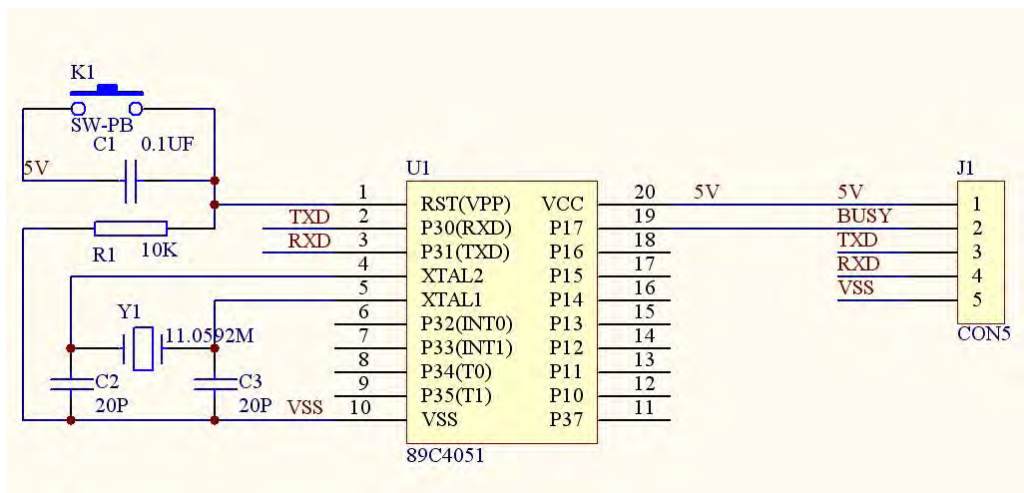 K1
SW-PB
C1 0.1UF
5V
U1
J1
1 RST(VPP) VCC 20 5V 5V 1
TXD 2 P30(RXD) P17 19 BUSY 2
RXD 3 P31(TXD) P16 18 TXD 3
R1 10K
4 XTAL2 P15 17 RXD 4
5 XTAL1 P14 16 VSS 5
Y1 11.0592M
6 P32(INT0) P13 15
7 P33(INT1) P12 14
CON5
8 P34(T0) P11 13
C2 20P
C3 20P
9 P35(T1) P10 12
VSS 10 VSS P37 11
89C4051